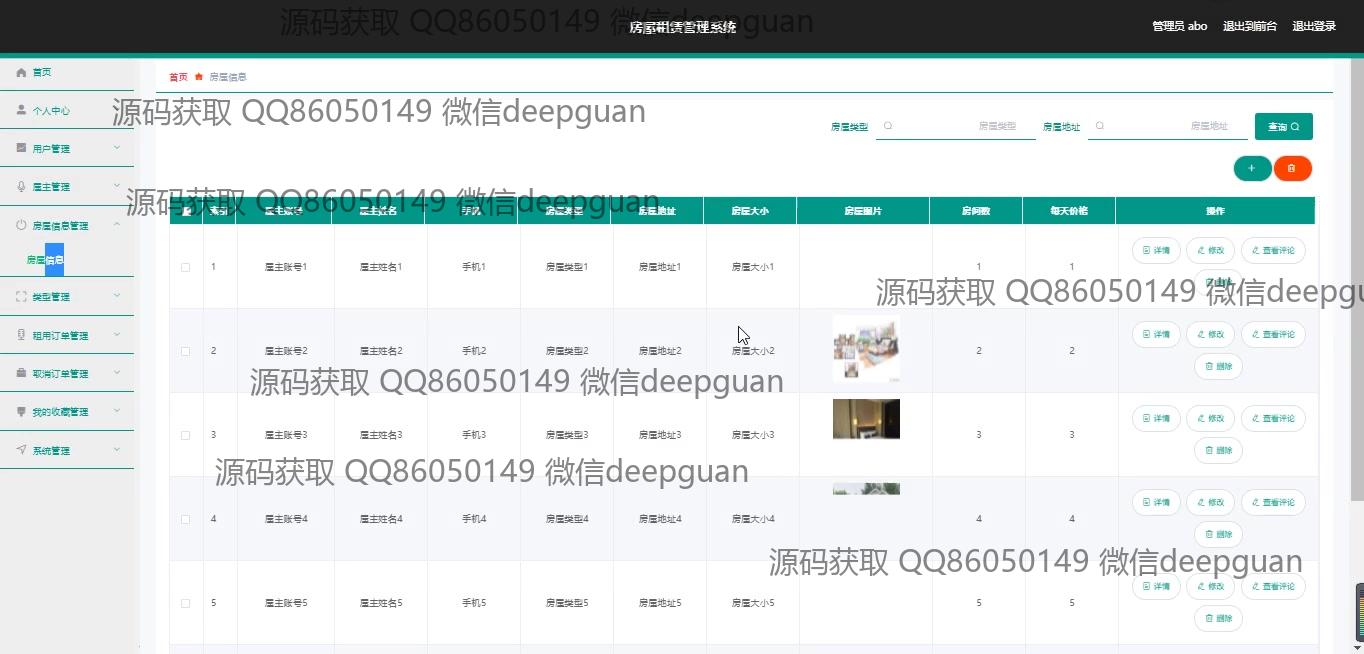 源码获取 QQ86050149 微信deepguan
房屋租赁管理系统
管理员 abo 退出到前台 退出登录
首页
个人中心
用户管理
屋主管理
房屋信息管理
房屋信息
类型管理
租用订单管理
取消订单管理
我的收藏管理
系统管理
首页 房屋信息
源码获取 QQ86050149 微信deepguan
房屋类型 房屋类型 房屋地址 房屋地址 查询
源码获取 QQ86050149 微信deepguan
索引 屋主账号 屋主姓名 手机 房屋类型 房屋地址 房屋大小 房屋图片 房间数 每天价格 操作
1 屋主账号1 屋主姓名1 手机1 房屋类型1 房屋地址1 房屋大小1 1 1 详情 修改 查看评论
删除
源码获取 QQ86050149 微信deepgu
2 屋主账号2 屋主姓名2 手机2 房屋类型2 房屋地址2 房屋大小2 2 2 详情 修改 查看评论
删除
源码获取 QQ86050149 微信deepguan
3 屋主账号3 屋主姓名3 手机3 房屋类型3 房屋地址3 房屋大小3 3 3 详情 修改 查看评论
删除
源码获取 QQ86050149 微信deepguan
4 屋主账号4 屋主姓名4 手机4 房屋类型4 房屋地址4 房屋大小4 4 4 详情 修改 查看评论
删除
源码获取 QQ86050149 微信deepguan
5 屋主账号5 屋主姓名5 手机5 房屋类型5 房屋地址5 房屋大小5 5 5 详情 修改 查看评论
删除